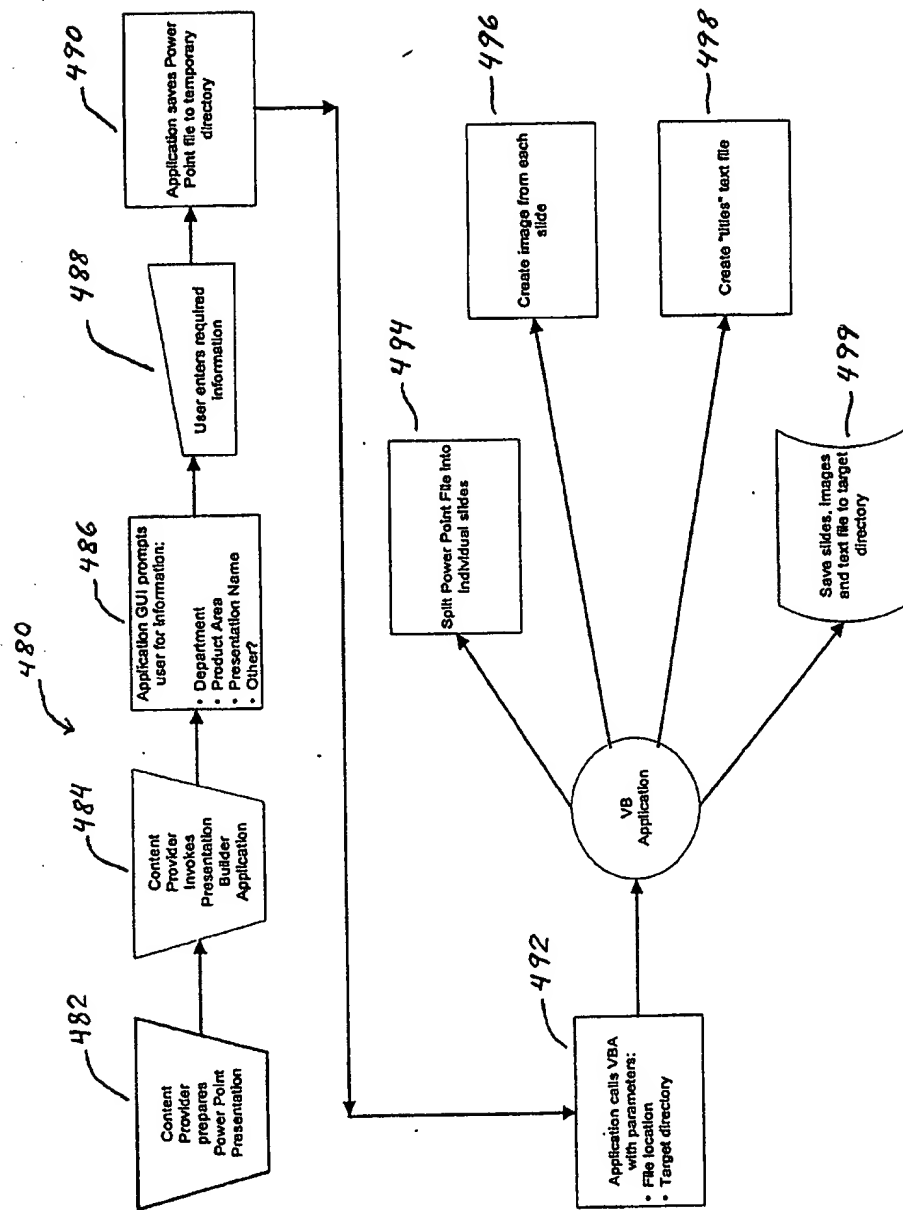 480
482
Content
Provider
prepares
Power Point
Presentation
484
Content
Provider
Invokes
Presentation
Builder
Application
486
Application GUI prompts
user for information:
• Department
• Product Area
• Presentation Name
• Other?
488
User enters required
information
490
Application saves Power
Point file to temporary
directory
492
Application calls VBA
with parameters:
• File location
• Target directory
VB
Application
494
Split Power Point File into
Individual slides
496
Create image from each
slide
498
Create "titles" text file
499
Save slides, images
and text file to target
directory